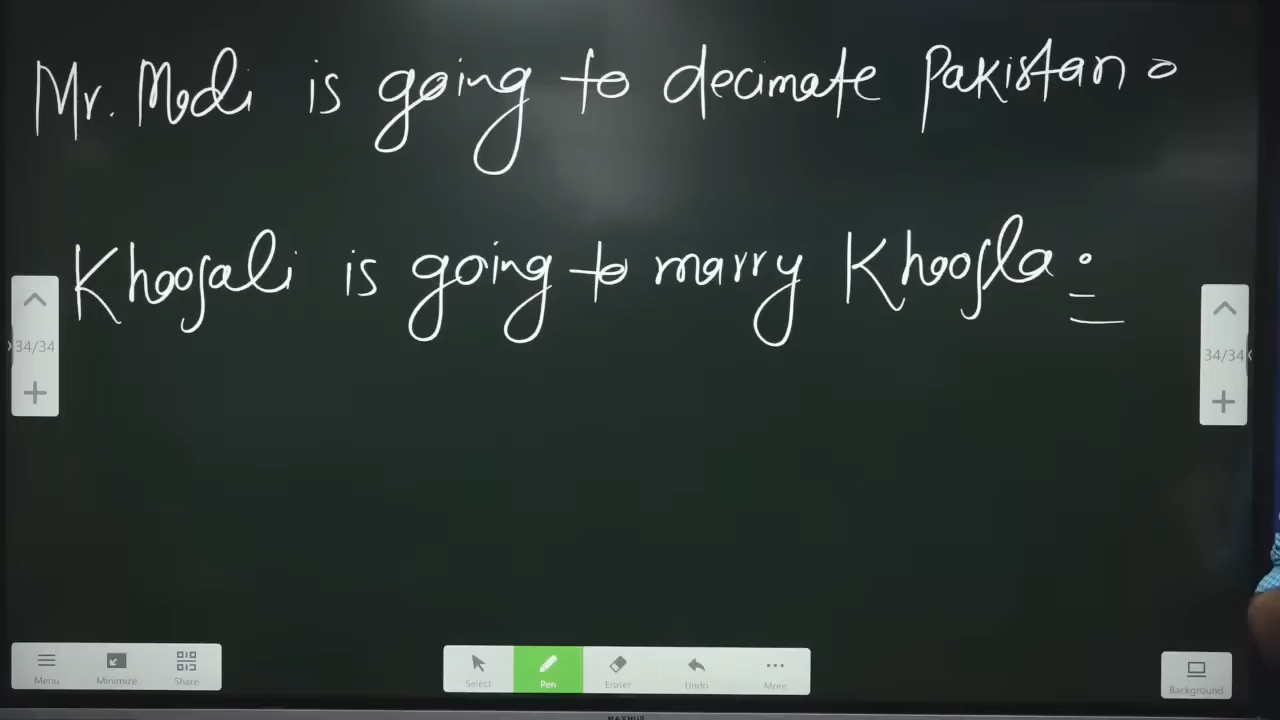 Mr. Modi is going to decimate Pakistan.
Khoosali is going to marry Khoosla.
34/34
34/34
Menu Minimize Share Select Pen Eraser Undo More Background